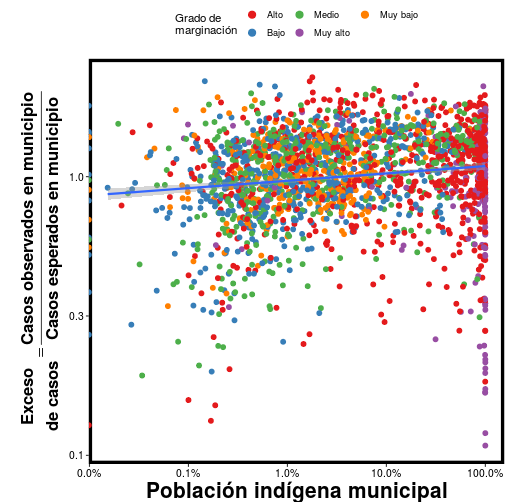 Grado de
marginación
Alto
Medio
Muy bajo
Bajo
Muy alto
1.0
0.3
0.1
Exceso = Casos observados en municipio
de casos Casos esperados en municipio
0.0%
0.1%
1.0%
10.0%
100.0%
Población indígena municipal